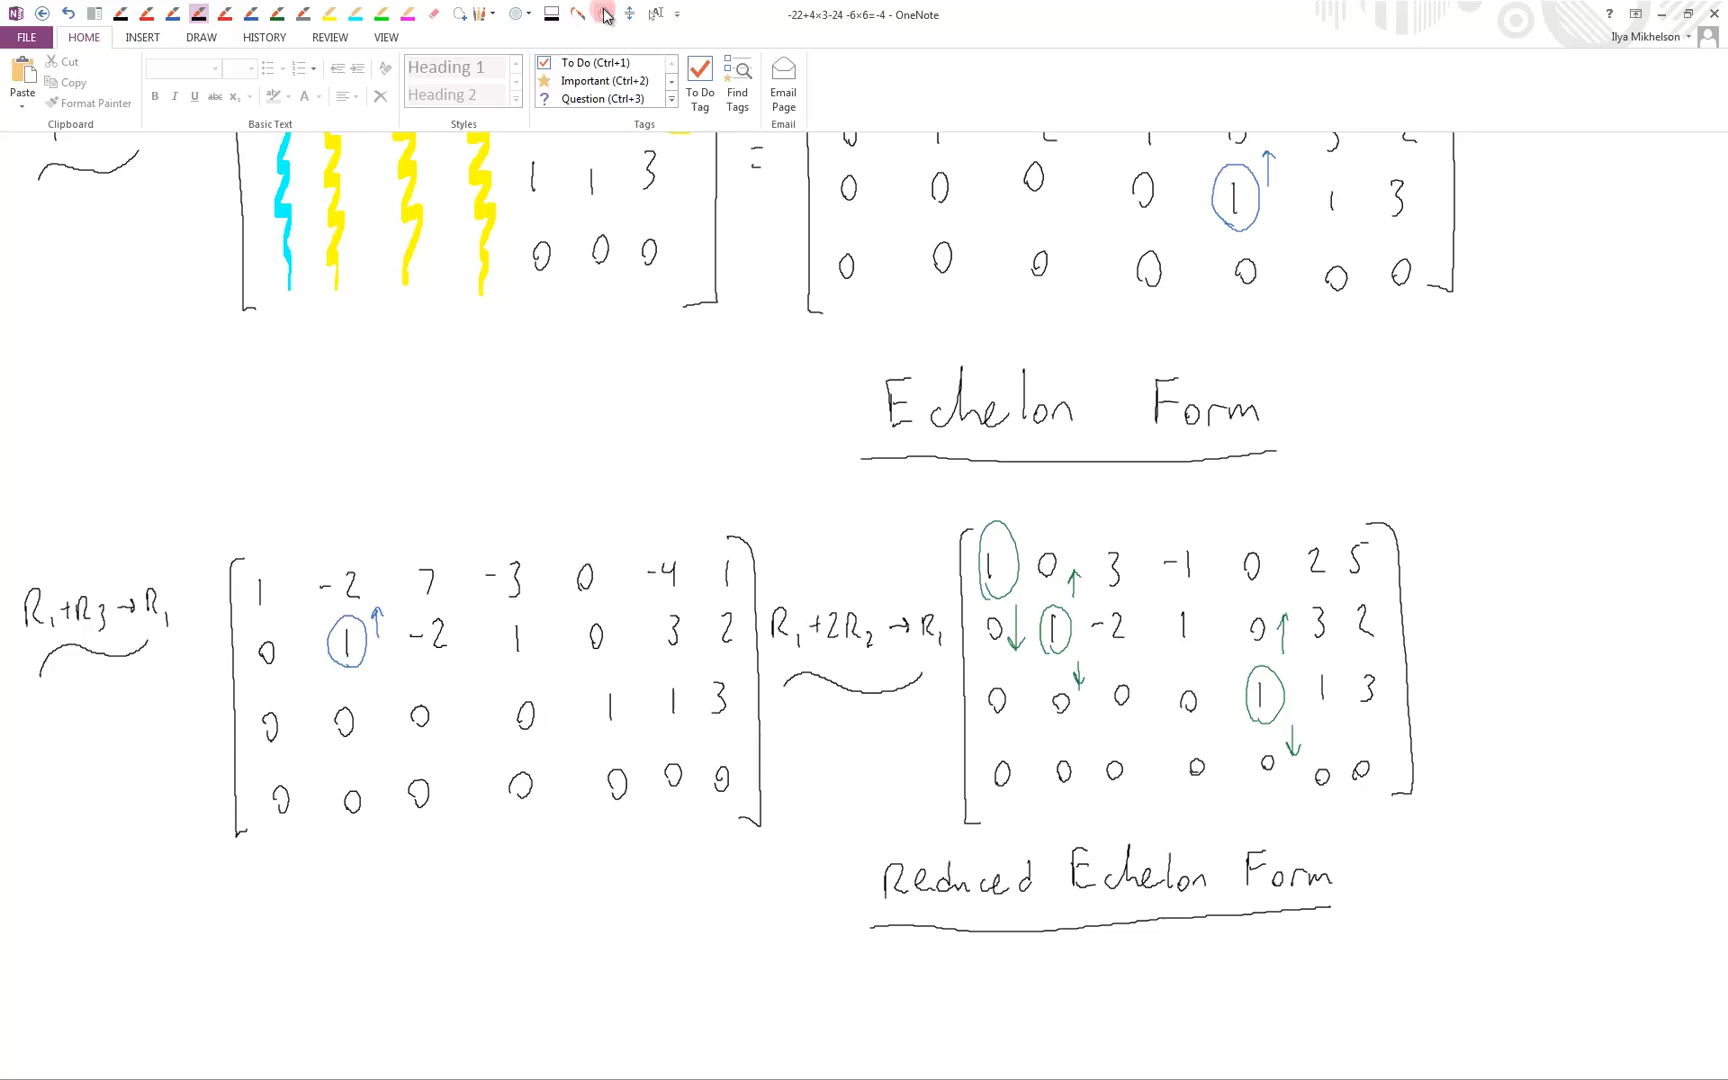 -22+4×3-24 -6×6=-4 - OneNote
FILE HOME INSERT DRAW HISTORY REVIEW VIEW
Ilya Mikhelson
Paste
Cut
Copy
Format Painter
Clipboard
B I U abc x₂ A
Basic Text
Heading 1
Heading 2
Styles
To Do (Ctrl+1)
Important (Ctrl+2)
? Question (Ctrl+3)
To Do Tag
Find Tags
Tags
Email Page
Email
1 1 3
0 0 0
=
0 0 0 0 1 1 3
0 0 0 0 0 0 0
Echelon Form
R₁+R3→R₁
1 -2 7 -3 0 -4 1
0 1 -2 1 0 3 2
0 0 0 0 1 1 3
0 0 0 0 0 0 0
R₁+2R₂→R₁
1 0 3 -1 0 2 5
0 1 -2 1 0 3 2
0 0 0 0 1 1 3
0 0 0 0 0 0 0
Reduced Echelon Form